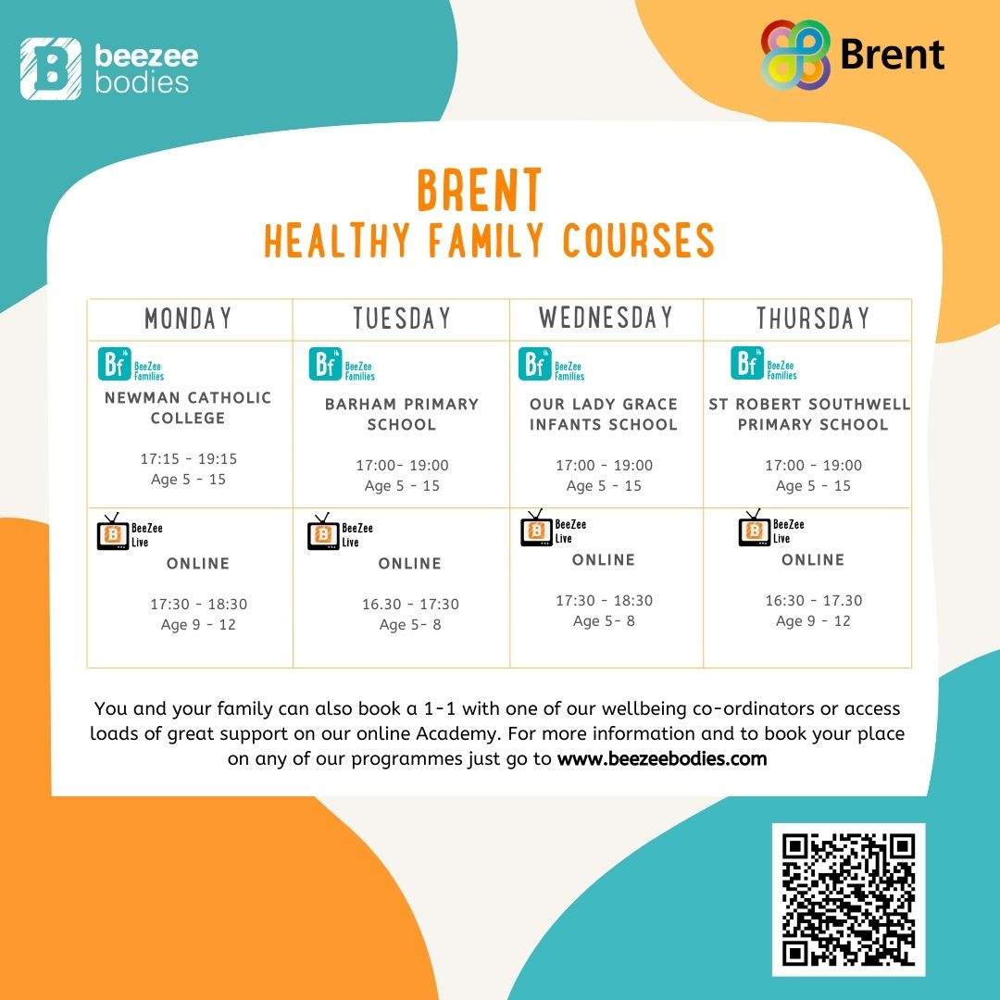 beezee
bodies
Brent
BRENT
HEALTHY FAMILY COURSES
MONDAY
TUESDAY
WEDNESDAY
THURSDAY
Bf th BeeZee
Families
NEWMAN CATHOLIC
COLLEGE
17:15 - 19:15
Age 5 - 15
Bf th BeeZee
Families
BARHAM PRIMARY
SCHOOL
17:00- 19:00
Age 5 - 15
Bf th BeeZee
Families
OUR LADY GRACE
INFANTS SCHOOL
17:00 - 19:00
Age 5 - 15
Bf th BeeZee
Families
ST ROBERT SOUTHWELL
PRIMARY SCHOOL
17:00 - 19:00
Age 5 - 15
B BeeZee
Live
ONLINE
17:30 - 18:30
Age 9 - 12
B BeeZee
Live
ONLINE
16.30 - 17:30
Age 5- 8
B BeeZee
Live
ONLINE
17:30 - 18:30
Age 5- 8
B BeeZee
Live
ONLINE
16:30 - 17.30
Age 9 - 12
You and your family can also book a 1-1 with one of our wellbeing co-ordinators or access
loads of great support on our online Academy. For more information and to book your place
on any of our programmes just go to www.beezeebodies.com